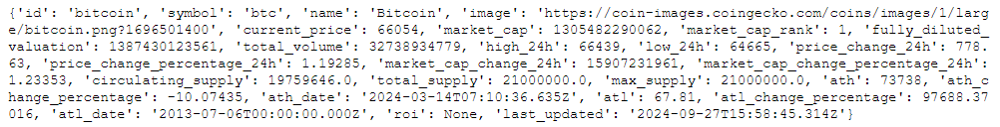 {'id': 'bitcoin', 'symbol': 'btc', 'name': 'Bitcoin', 'image': 'https://coin-images.coingecko.com/coins/images/1/larg
e/bitcoin.png?1696501400', 'current_price': 66054, 'market_cap': 1305482290062, 'market_cap_rank': 1, 'fully_diluted_
valuation': 1387430123561, 'total_volume': 32738934779, 'high_24h': 66439, 'low_24h': 64665, 'price_change_24h': 778.
63, 'price_change_percentage_24h': 1.19285, 'market_cap_change_24h': 15907231961, 'market_cap_change_percentage_24h':
1.23353, 'circulating_supply': 19759646.0, 'total_supply': 21000000.0, 'max_supply': 21000000.0, 'ath': 73738, 'ath_c
hange_percentage': -10.07435, 'ath_date': '2024-03-14T07:10:36.635Z', 'atl': 67.81, 'atl_change_percentage': 97688.37
016, 'atl_date': '2013-07-06T00:00:00.000Z', 'roi': None, 'last_updated': '2024-09-27T15:58:45.314Z'}